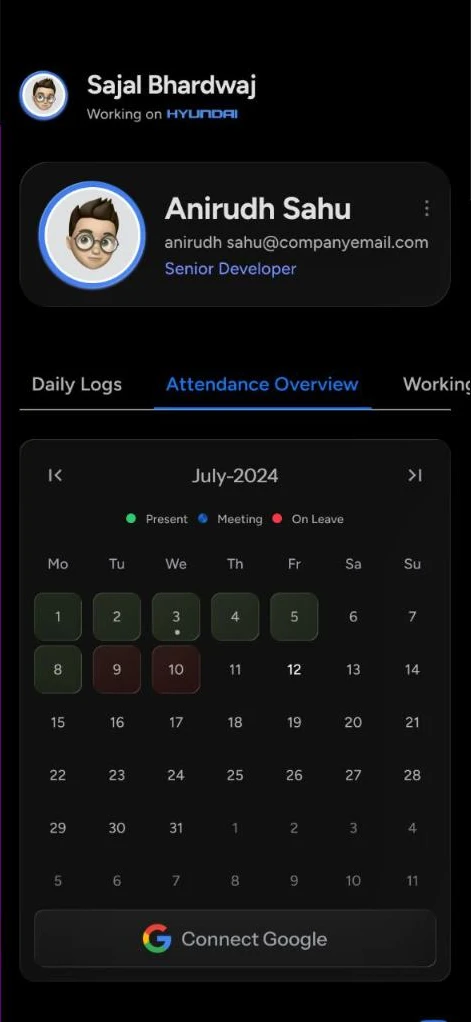 Sajal Bhardwaj
Working on HYUNDAI
Anirudh Sahu
anirudh sahu@companyemail.com
Senior Developer
Daily Logs Attendance Overview Working
July-2024
Present Meeting On Leave
Mo Tu We Th Fr Sa Su
1 2 3 4 5 6 7
8 9 10 11 12 13 14
15 16 17 18 19 20 21
22 23 24 25 26 27 28
29 30 31 1 2 3 4
5 6 7 8 9 10 11
Connect Google